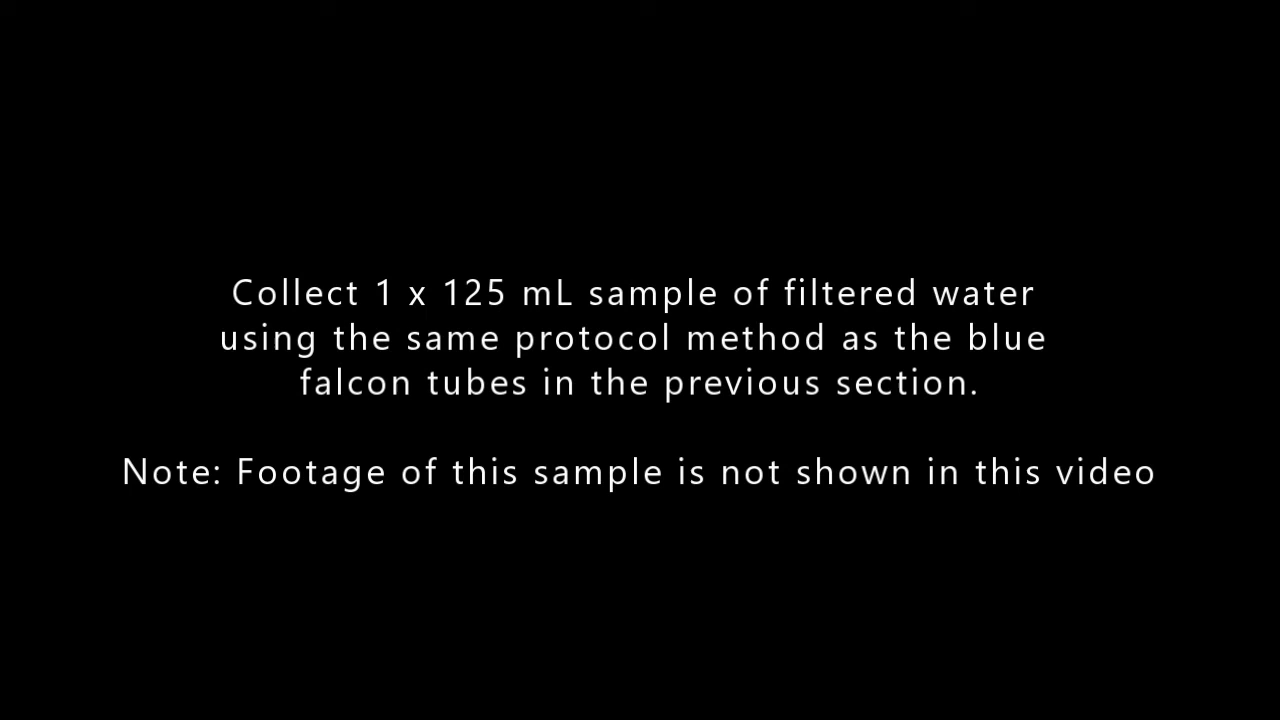 Collect 1 x 125 mL sample of filtered water
using the same protocol method as the blue
falcon tubes in the previous section.
Note: Footage of this sample is not shown in this video